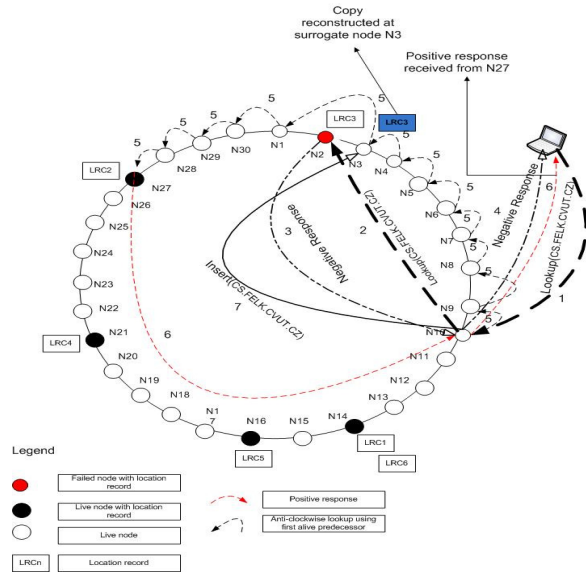 Copy
reconstructed at
surrogate node N3
Positive response
received from N27
LRC3
LRC3
5
5
5
5
5
5
5
5
5
5
5
5
N30
N1
N2
N3
N4
N5
N6
N7
N8
N9
N10
N11
N12
N13
N14
N15
N16
N1
7
N18
N19
N20
N21
N22
N23
N24
N25
N26
N27
N28
N29
LRC2
LRC4
LRC5
LRC1
LRC6
Lookup(CS.FELK.CVUT.CZ)
1
Lookup(CS.FELK.CVUT.CZ)
2
Negative Response
3
Negative Response
4
6
6
Insert(CS.FELK.CVUT.CZ)
7
Legend
Failed node with location
record
Live node with location
record
Live node
LRCn
Location record
Positive response
Anti-clockwise lookup using
first alive predecessor